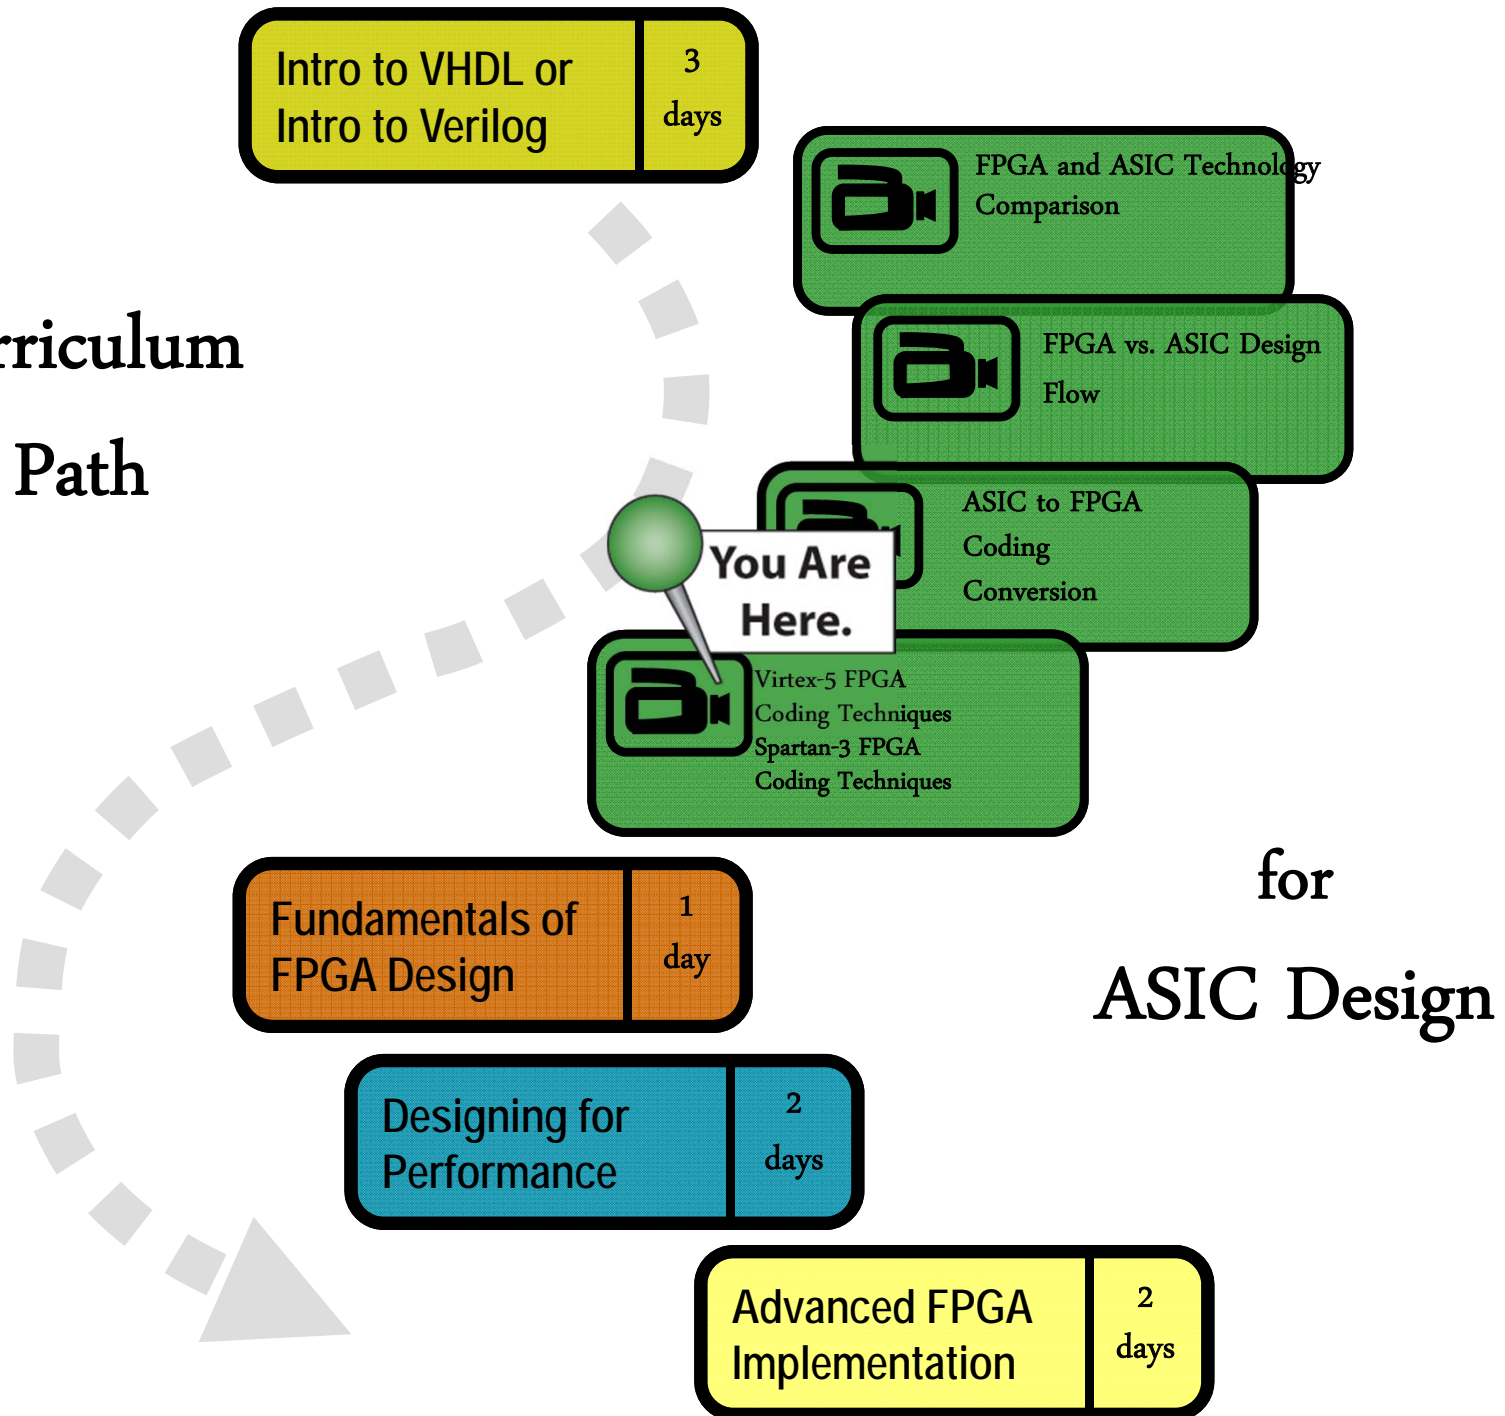 Intro to VHDL or
Intro to Verilog
3
days
FPGA and ASIC Technology
Comparison
rriculum
Path
FPGA vs. ASIC Design
Flow
ASIC to FPGA
Coding
Conversion
You Are
Here.
Virtex-5 FPGA
Coding Techniques
Spartan-3 FPGA
Coding Techniques
for
ASIC Design
Fundamentals of
FPGA Design
1
day
Designing for
Performance
2
days
Advanced FPGA
Implementation
2
days